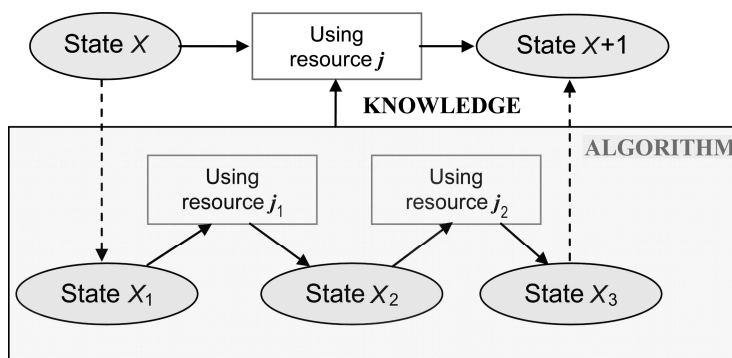 State X
Using
resource j
State X+1
KNOWLEDGE
ALGORITHM
Using
resource j₁
Using
resource j₂
State X₁
State X₂
State X₃